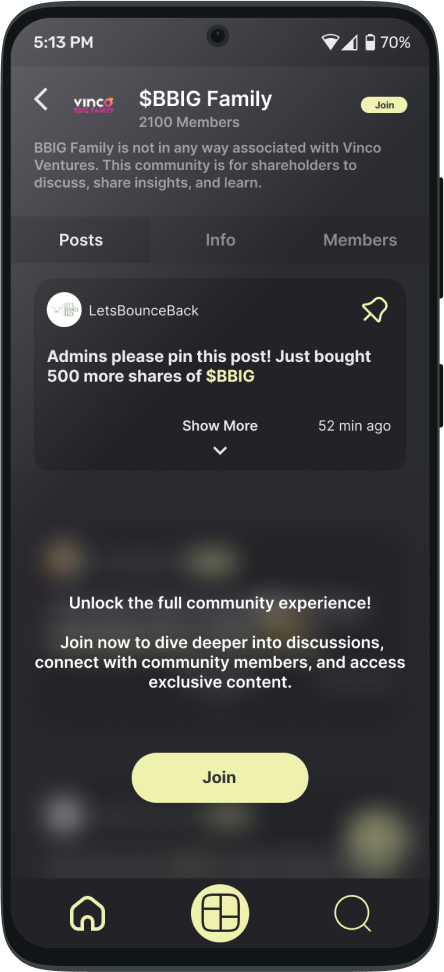 5:13 PM
70%
VINCO
BBIG FAMILY
$BBIG Family
2100 Members
Join
BBIG Family is not in any way associated with Vinco
Ventures. This community is for shareholders to
discuss, share insights, and learn.
Posts
Info
Members
LetsBounceBack
Admins please pin this post! Just bought
500 more shares of $BBIG
Show More
52 min ago
Unlock the full community experience!
Join now to dive deeper into discussions,
connect with community members, and access
exclusive content.
Join